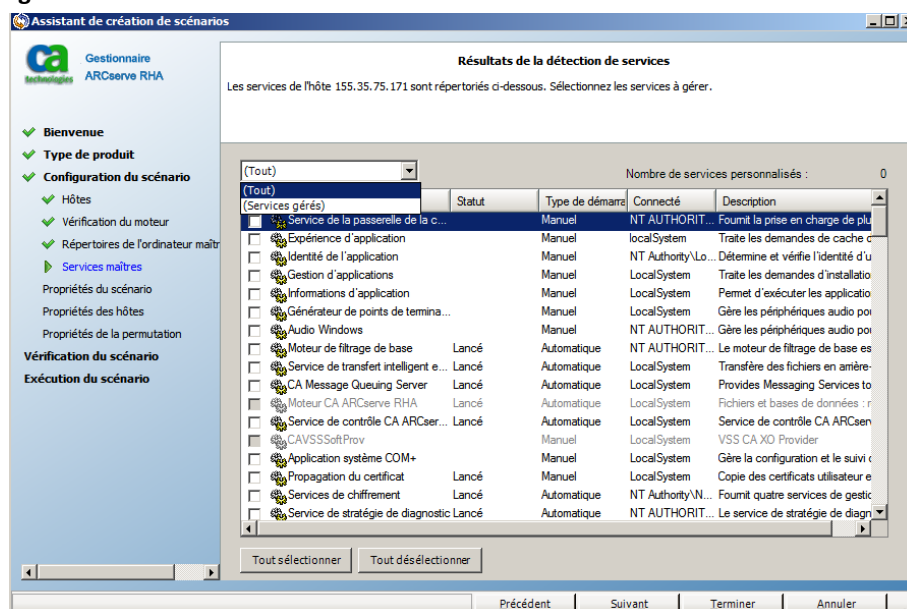 Assistant de création de scénarios
ca technologies
Gestionnaire
ARCserve RHA
Résultats de la détection de services
Les services de l'hôte 155.35.75.171 sont répertoriés ci-dessous. Sélectionnez les services à gérer.
Bienvenue
Type de produit
Configuration du scénario
Hôtes
Vérification du moteur
Répertoires de l'ordinateur maîtr
Services maîtres
Propriétés du scénario
Propriétés des hôtes
Propriétés de la permutation
Vérification du scénario
Exécution du scénario
(Tout) Nombre de services personnalisés : 0
(Tout)
(Services gérés)
Statut Type de démarra Connecté Description
Service de la passerelle de la c... Manuel NT AUTHORIT... Fournit la prise en charge de plu
Expérience d'application Manuel localSystem Traite les demandes de cache d
Identité de l'application Manuel NT Authority\Lo... Détermine et vérifie l'identité d'u
Gestion d'applications Manuel LocalSystem Traite les demandes d'installatio
Informations d'application Manuel LocalSystem Permet d'exécuter les applicatio
Générateur de points de termina... Manuel LocalSystem Gère les périphériques audio pou
Audio Windows Manuel NT AUTHORIT... Gère les périphériques audio pou
Moteur de filtrage de base Lancé Automatique NT AUTHORIT... Le moteur de filtrage de base es
Service de transfert intelligent e... Lancé Automatique LocalSystem Transfère des fichiers en arrière-
CA Message Queuing Server Lancé Automatique LocalSystem Provides Messaging Services to
Moteur CA ARCserve RHA Lancé Automatique LocalSystem Fichiers et bases de données : r
Service de contrôle CA ARCser... Lancé Automatique LocalSystem Service de contrôle CA ARCserv
CAVSSSoftProv Manuel LocalSystem VSS CA XO Provider
Application système COM+ Manuel LocalSystem Gère la configuration et le suivi d
Propagation du certificat Lancé Manuel LocalSystem Copie des certificats utilisateur e
Services de chiffrement Lancé Automatique NT Authority\N... Fournit quatre services de gestio
Service de stratégie de diagnostic Lancé Automatique NT AUTHORIT... Le service de stratégie de diagn
Tout sélectionner Tout désélectionner
Précédent Suivant Terminer Annuler